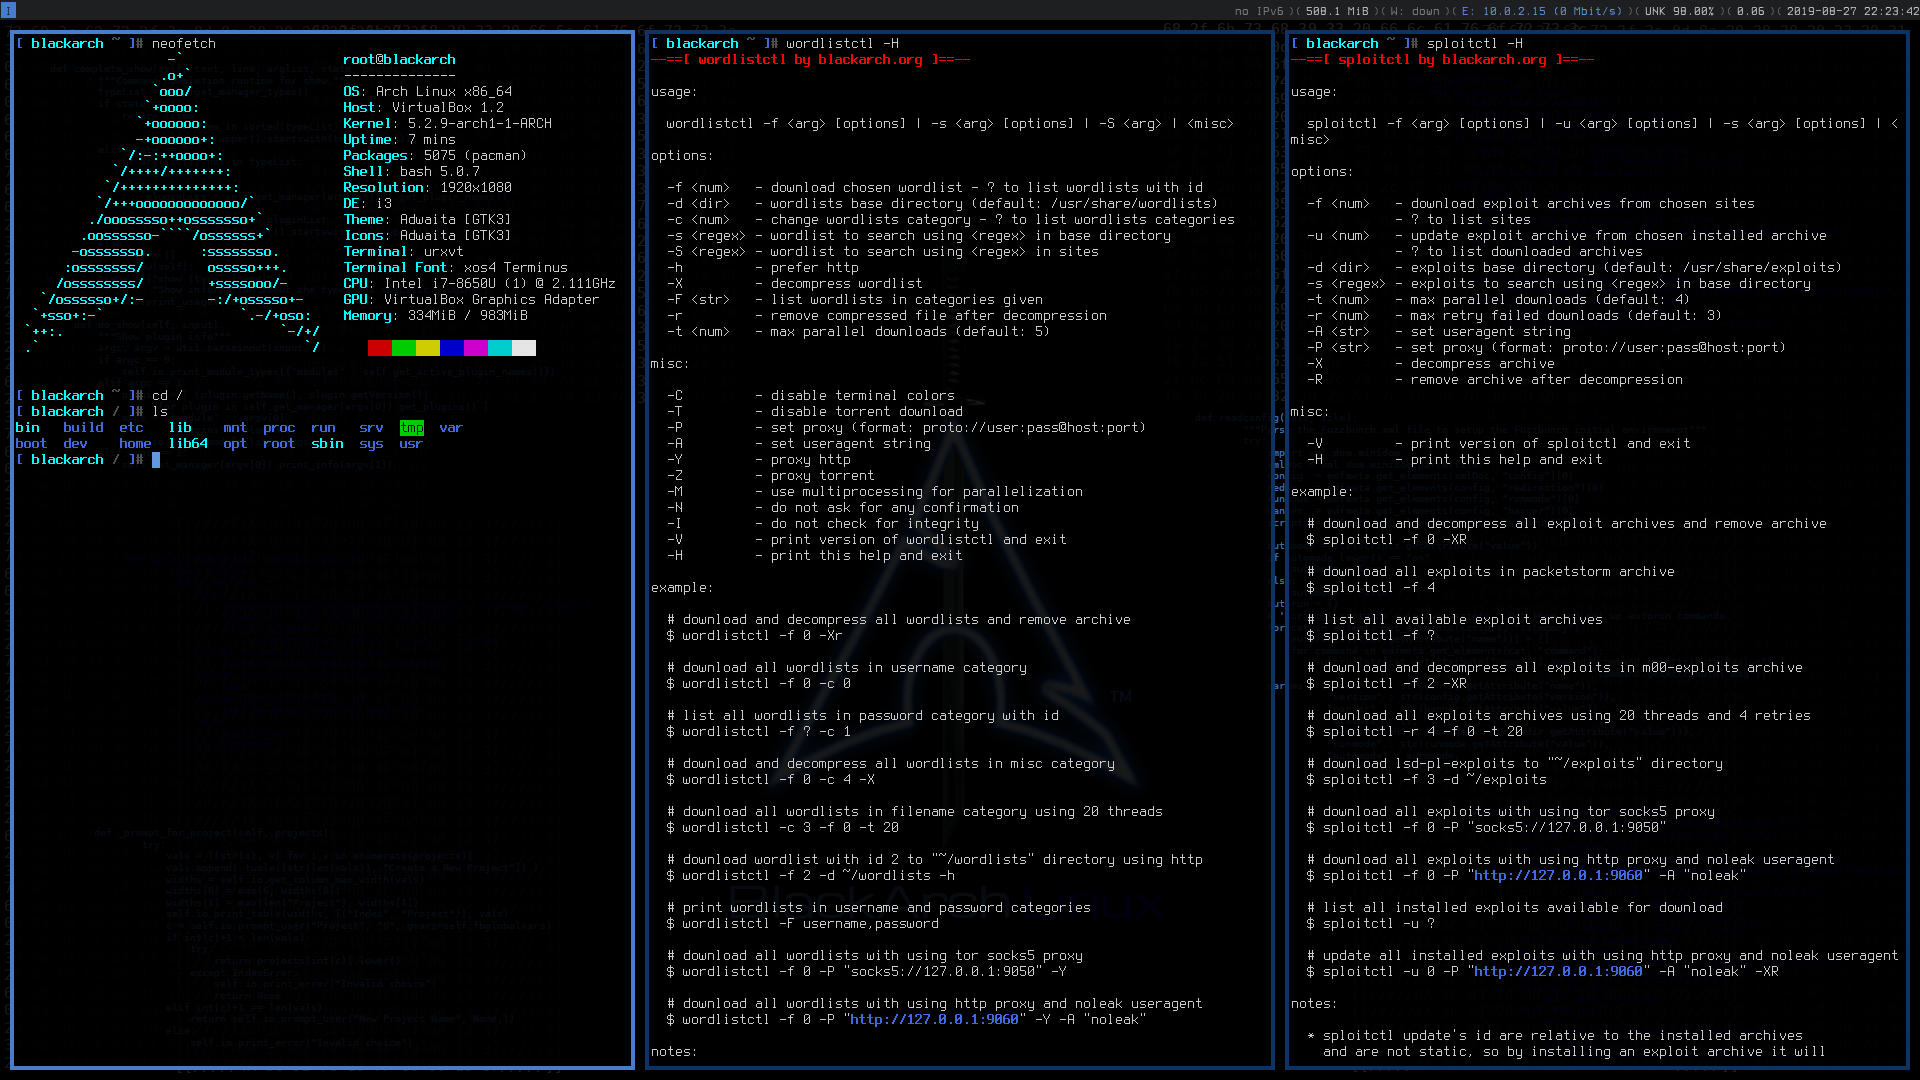 1
no IPv6 )( 508.1 MiB )( W: down )( E: 10.0.2.15 (0 Mbit/s) )( UNK 98.00% )( 0.06 )( 2019-08-27 22:23:42
[ blackarch ~ ]# neofetch
root@blackarch
--------------
OS: Arch Linux x86_64
Host: VirtualBox 1.2
Kernel: 5.2.9-arch1-1-ARCH
Uptime: 7 mins
Packages: 5075 (pacman)
Shell: bash 5.0.7
Resolution: 1920x1080
DE: i3
Theme: Adwaita [GTK3]
Icons: Adwaita [GTK3]
Terminal: urxvt
Terminal Font: xos4 Terminus
CPU: Intel i7-8650U (1) @ 2.111GHz
GPU: VirtualBox Graphics Adapter
Memory: 334MiB / 983MiB
[ blackarch ~ ]# cd /
[ blackarch / ]# ls
bin build etc lib mnt proc run srv tmp var
boot dev home lib64 opt root sbin sys usr
[ blackarch / ]#
[ blackarch ~ ]# wordlistctl -H
--==[ wordlistctl by blackarch.org ]==--
usage:
wordlistctl -f <arg> [options] | -s <arg> [options] | -S <arg> | <misc>
options:
-f <num> - download chosen wordlist - ? to list wordlists with id
-d <dir> - wordlists base directory (default: /usr/share/wordlists)
-c <num> - change wordlists category - ? to list wordlists categories
-s <regex> - wordlist to search using <regex> in base directory
-S <regex> - wordlist to search using <regex> in sites
-h - prefer http
-X - decompress wordlist
-F <str> - list wordlists in categories given
-r - remove compressed file after decompression
-t <num> - max parallel downloads (default: 5)
misc:
-C - disable terminal colors
-T - disable torrent download
-P - set proxy (format: proto://user:pass@host:port)
-A - set useragent string
-Y - proxy http
-Z - proxy torrent
-M - use multiprocessing for parallelization
-N - do not ask for any confirmation
-I - do not check for integrity
-V - print version of wordlistctl and exit
-H - print this help and exit
example:
# download and decompress all wordlists and remove archive
$ wordlistctl -f 0 -Xr
# download all wordlists in username category
$ wordlistctl -f 0 -c 0
# list all wordlists in password category with id
$ wordlistctl -f ? -c 1
# download and decompress all wordlists in misc category
$ wordlistctl -f 0 -c 4 -X
# download all wordlists in filename category using 20 threads
$ wordlistctl -c 3 -f 0 -t 20
# download wordlist with id 2 to "~/wordlists" directory using http
$ wordlistctl -f 2 -d ~/wordlists -h
# print wordlists in username and password categories
$ wordlistctl -F username,password
# download all wordlists with using tor socks5 proxy
$ wordlistctl -f 0 -P "socks5://127.0.0.1:9050" -Y
# download all wordlists with using http proxy and noleak useragent
$ wordlistctl -f 0 -P "http://127.0.0.1:9060" -Y -A "noleak"
notes:
[ blackarch ~ ]# sploitctl -H
--==[ sploitctl by blackarch.org ]==--
usage:
sploitctl -f <arg> [options] | -u <arg> [options] | -s <arg> [options] | <
misc>
options:
-f <num> - download exploit archives from chosen sites
- ? to list sites
-u <num> - update exploit archive from chosen installed archive
- ? to list downloaded archives
-d <dir> - exploits base directory (default: /usr/share/exploits)
-s <regex> - exploits to search using <regex> in base directory
-t <num> - max parallel downloads (default: 4)
-r <num> - max retry failed downloads (default: 3)
-A <str> - set useragent string
-P <str> - set proxy (format: proto://user:pass@host:port)
-X - decompress archive
-R - remove archive after decompression
misc:
-V - print version of sploitctl and exit
-H - print this help and exit
example:
# download and decompress all exploit archives and remove archive
$ sploitctl -f 0 -XR
# download all exploits in packetstorm archive
$ sploitctl -f 4
# list all available exploit archives
$ sploitctl -f ?
# download and decompress all exploits in m00-exploits archive
$ sploitctl -f 2 -XR
# download all exploits archives using 20 threads and 4 retries
$ sploitctl -r 4 -f 0 -t 20
# download lsd-pl-exploits to "~/exploits" directory
$ sploitctl -f 3 -d ~/exploits
# download all exploits with using tor socks5 proxy
$ sploitctl -f 0 -P "socks5://127.0.0.1:9050"
# download all exploits with using http proxy and noleak useragent
$ sploitctl -f 0 -P "http://127.0.0.1:9060" -A "noleak"
# list all installed exploits available for download
$ sploitctl -u ?
# update all installed exploits with using http proxy and noleak useragent
$ sploitctl -u 0 -P "http://127.0.0.1:9060" -A "noleak" -XR
notes:
* sploitctl update's id are relative to the installed archives
and are not static, so by installing an exploit archive it will